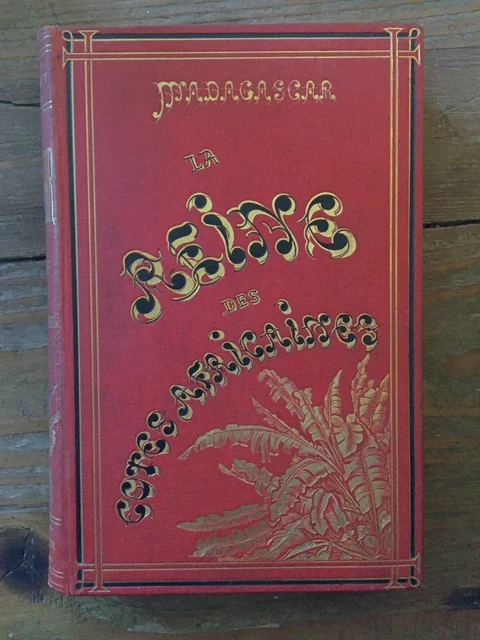 MADAGASCAR
LA
REINE
DES
COTES AFRICAINES